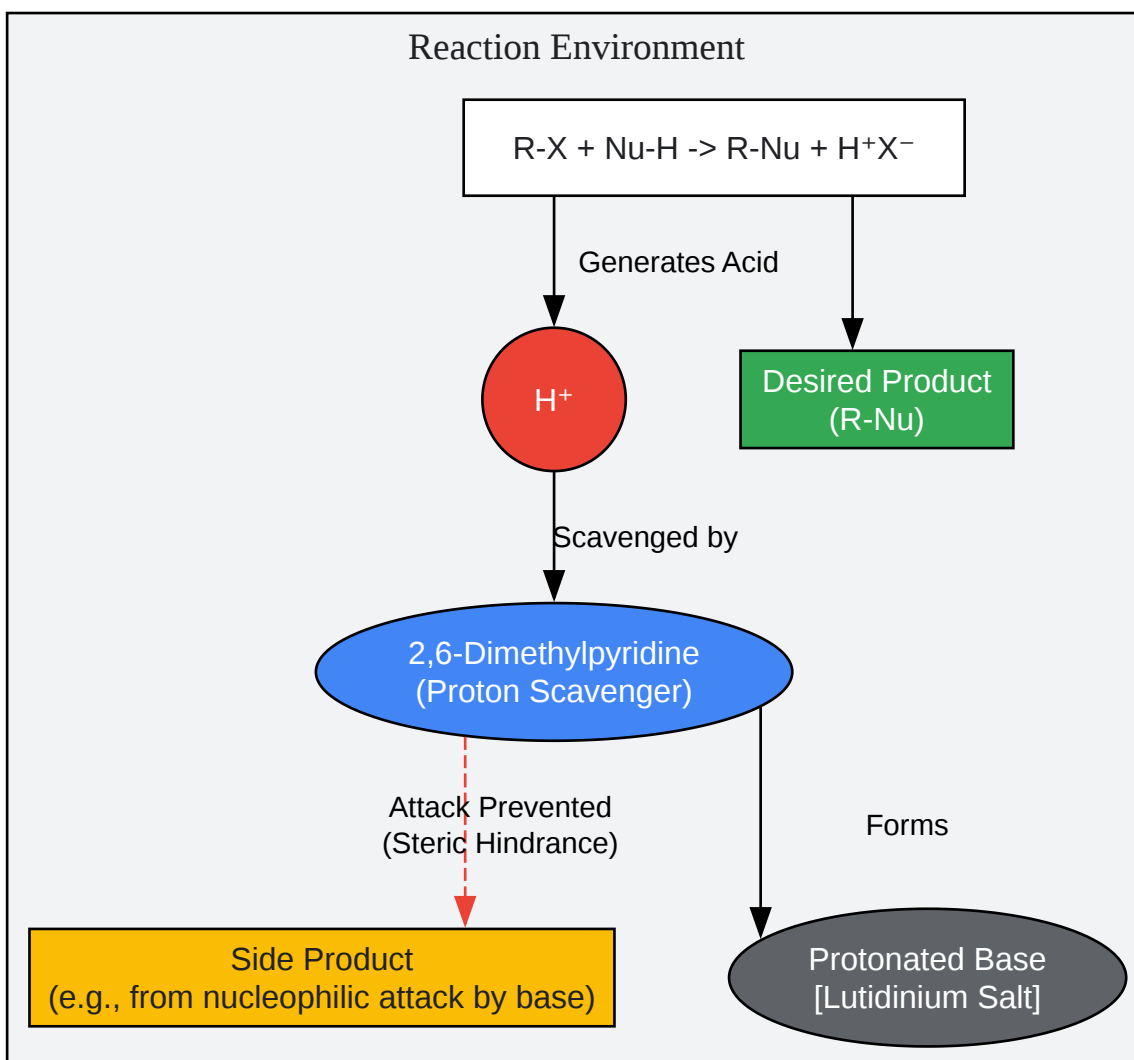 Reaction Environment
R-X + Nu-H -> R-Nu + H⁺X⁻
Generates Acid
H⁺
Desired Product
(R-Nu)
Scavenged by
2,6-Dimethylpyridine
(Proton Scavenger)
Attack Prevented
(Steric Hindrance)
Forms
Side Product
(e.g., from nucleophilic attack by base)
Protonated Base
[Lutidinium Salt]